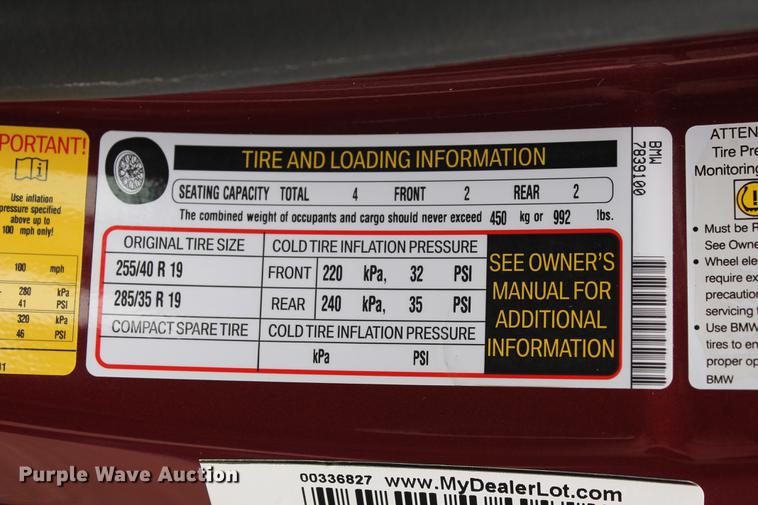 PORTANT!
Use inflation
pressure specified
above up to
100 mph only!
100 mph
280 kPa
41 PSI
320 kPa
46 PSI
TIRE AND LOADING INFORMATION
SEATING CAPACITY TOTAL 4 FRONT 2 REAR 2
The combined weight of occupants and cargo should never exceed 450 kg or 992 lbs.
ORIGINAL TIRE SIZE COLD TIRE INFLATION PRESSURE
255/40 R 19 FRONT 220 kPa, 32 PSI
285/35 R 19 REAR 240 kPa, 35 PSI
COMPACT SPARE TIRE COLD TIRE INFLATION PRESSURE
kPa PSI
SEE OWNER'S
MANUAL FOR
ADDITIONAL
INFORMATION
BMW
7839100
ATTEN
Tire Pre
Monitoring
• Must be R
See Owne
• Wheel ele
require ex
precautio
servicing t
• Use BMW
tires to en
proper op
BMW
00336827 www.MyDealerLot.com
Purple Wave Auction